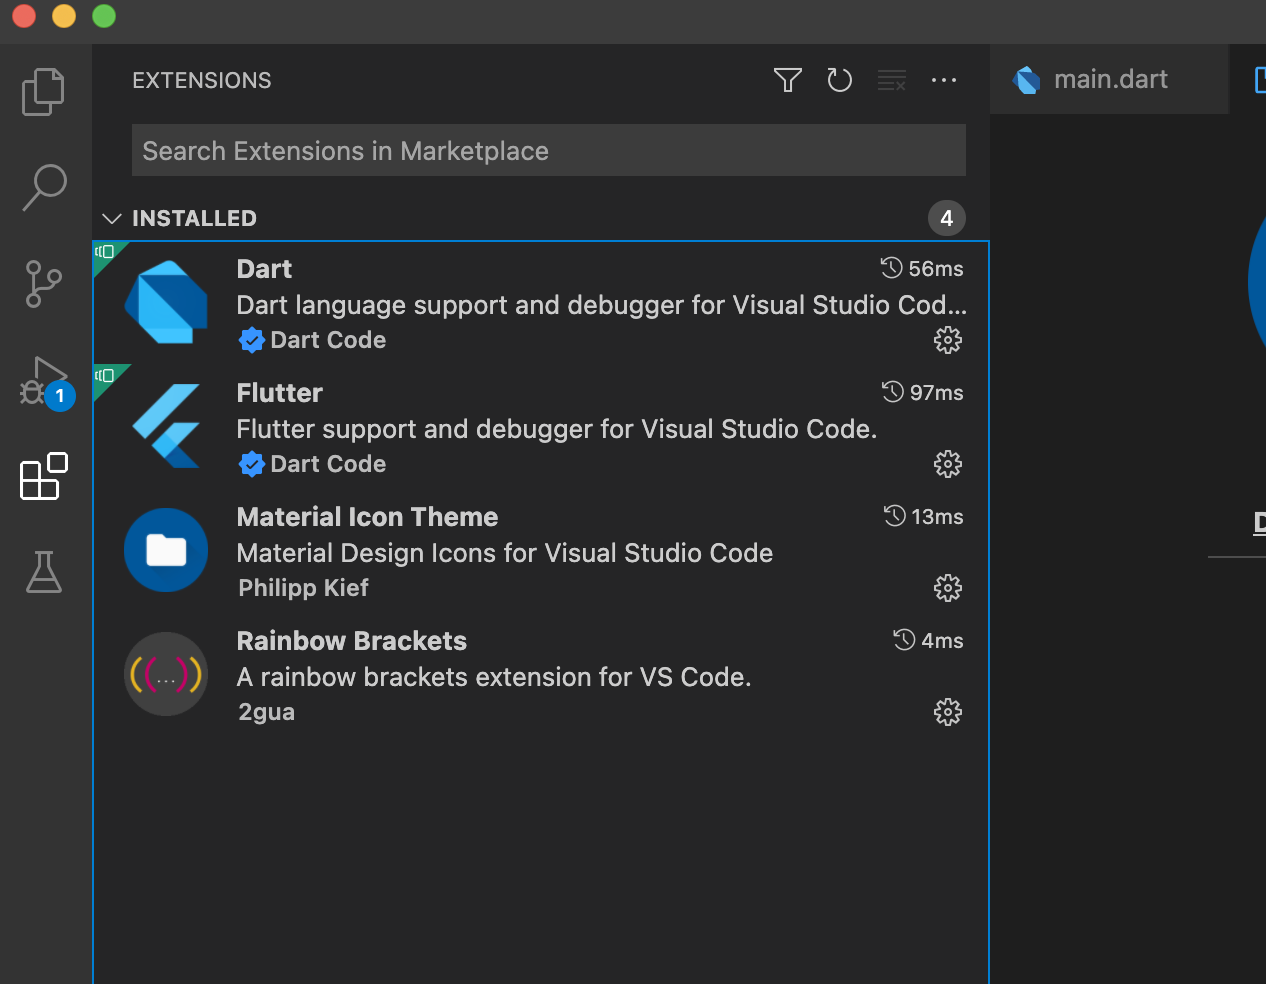 EXTENSIONS
main.dart
Search Extensions in Marketplace
INSTALLED
4
Dart
56ms
Dart language support and debugger for Visual Studio Cod...
Dart Code
Flutter
97ms
Flutter support and debugger for Visual Studio Code.
Dart Code
1
Material Icon Theme
13ms
Material Design Icons for Visual Studio Code
Philipp Kief
Rainbow Brackets
4ms
((...))
A rainbow brackets extension for VS Code.
2gua